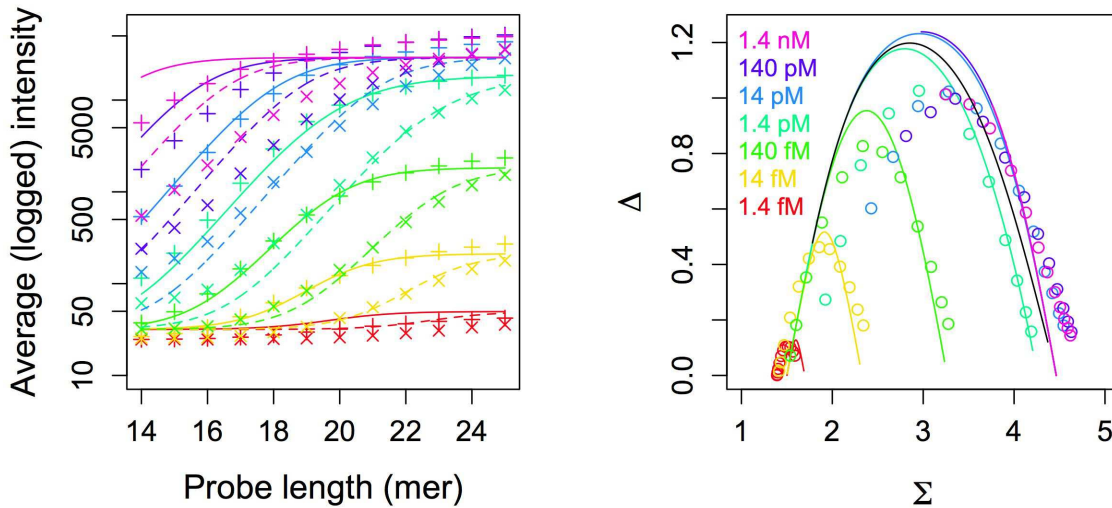 Average (logged) intensity
5000
500
50
10
14
16
18
20
22
24
Probe length (mer)
Δ
1.2
0.8
0.4
0.0
1.4 nM
140 pM
14 pM
1.4 pM
140 fM
14 fM
1.4 fM
1
2
3
4
5
Σ